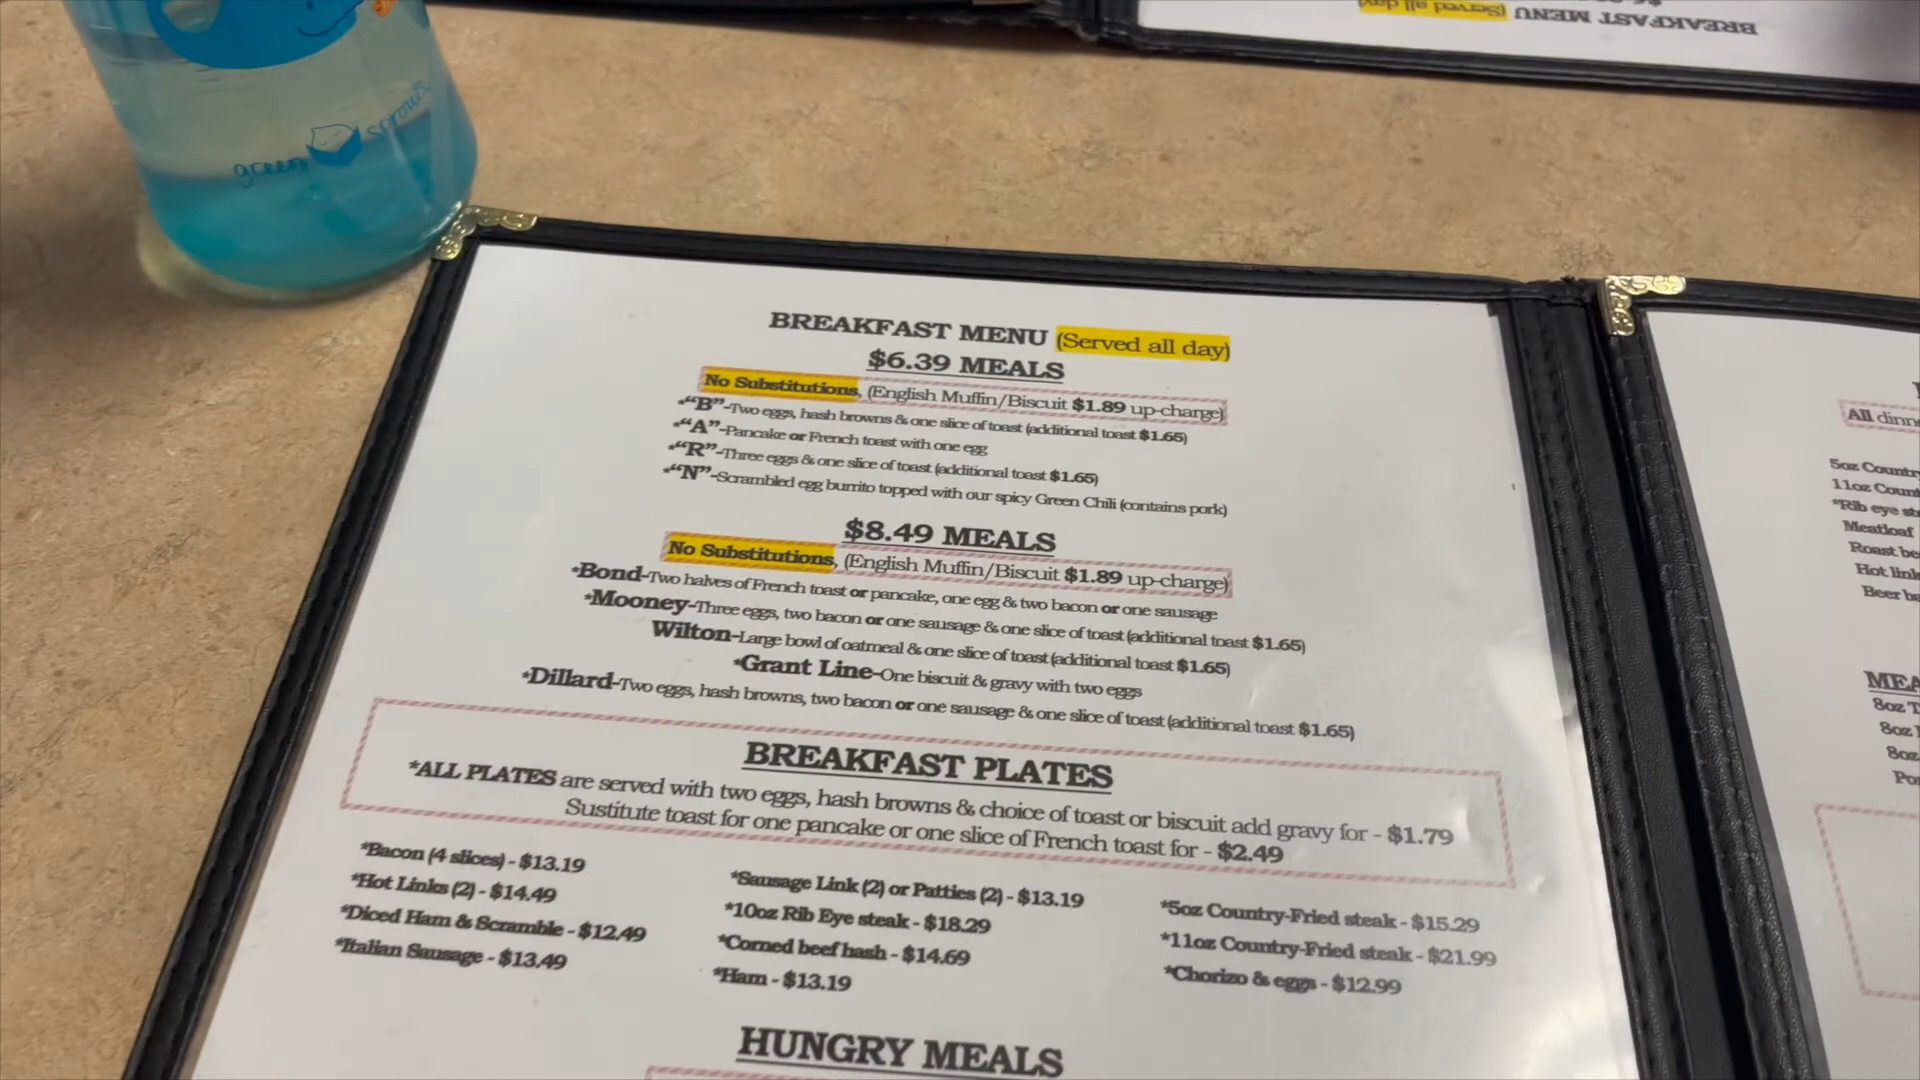 BREAKFAST MENU (Served all day)
green sprouts
BREAKFAST MENU (Served all day)
$6.39 MEALS
No Substitutions, (English Muffin/Biscuit $1.89 up-charge)
*"B"-Two eggs, hash browns & one slice of toast (additional toast $1.65)
*"A"-Pancake or French toast with one egg
*"R"-Three eggs & one slice of toast (additional toast $1.65)
*"N"-Scrambled egg burrito topped with our spicy Green Chili (contains pork)
$8.49 MEALS
No Substitutions, (English Muffin/Biscuit $1.89 up-charge)
*Bond-Two halves of French toast or pancake, one egg & two bacon or one sausage
*Mooney-Three eggs, two bacon or one sausage & one slice of toast (additional toast $1.65)
Wilton-Large bowl of oatmeal & one slice of toast (additional toast $1.65)
*Grant Line-One biscuit & gravy with two eggs
*Dillard-Two eggs, hash browns, two bacon or one sausage & one slice of toast (additional toast $1.65)
BREAKFAST PLATES
*ALL PLATES are served with two eggs, hash browns & choice of toast or biscuit add gravy for - $1.79
Sustitute toast for one pancake or one slice of French toast for - $2.49
*Bacon (4 slices) - $13.19
*Hot Links (2) - $14.49
*Diced Ham & Scramble - $12.49
*Italian Sausage - $13.49
*Sausage Link (2) or Patties (2) - $13.19
*10oz Rib Eye steak - $18.29
*Corned beef hash - $14.69
*Ham - $13.19
*5oz Country-Fried steak - $15.29
*11oz Country-Fried steak - $21.99
*Chorizo & eggs - $12.99
HUNGRY MEALS
All
5oz
11oz
*Rib eye
Meatloaf
Roast
Hot
Beer
8oz
8oz
8oz